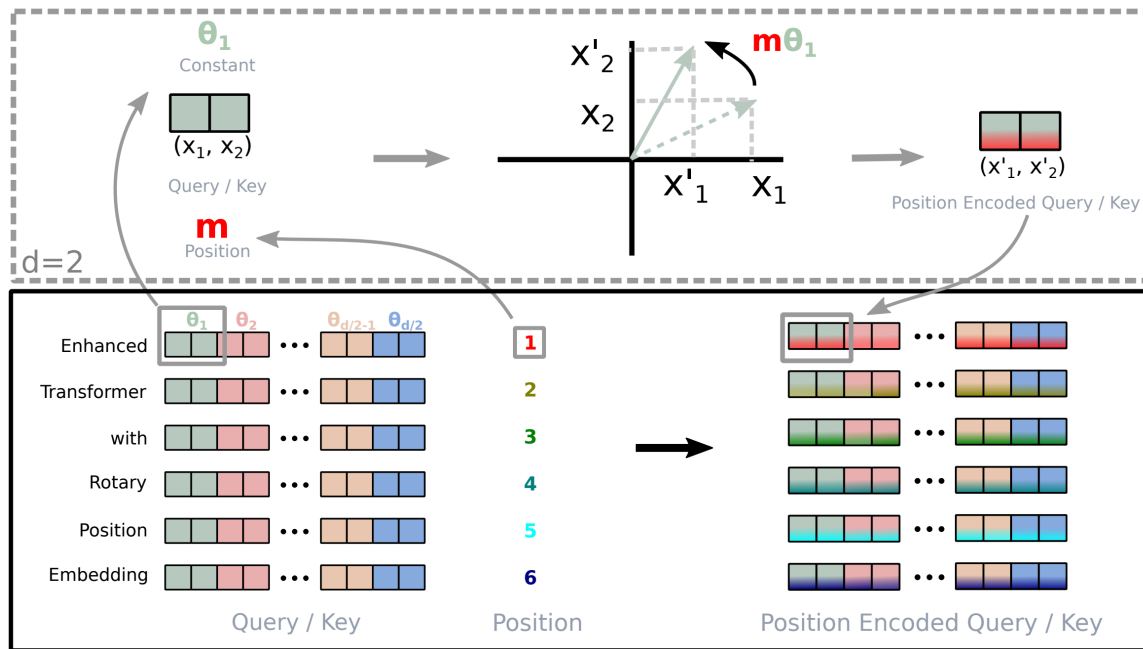 θ1
Constant
(x1, x2)
Query / Key
m
Position
d=2
x'2
x2
x'1
x1
mθ1
(x'1, x'2)
Position Encoded Query / Key
θ1 θ2 θd/2-1 θd/2
Enhanced ••• 1 •••
Transformer ••• 2 •••
with ••• 3 •••
Rotary ••• 4 •••
Position ••• 5 •••
Embedding ••• 6 •••
Query / Key Position Position Encoded Query / Key